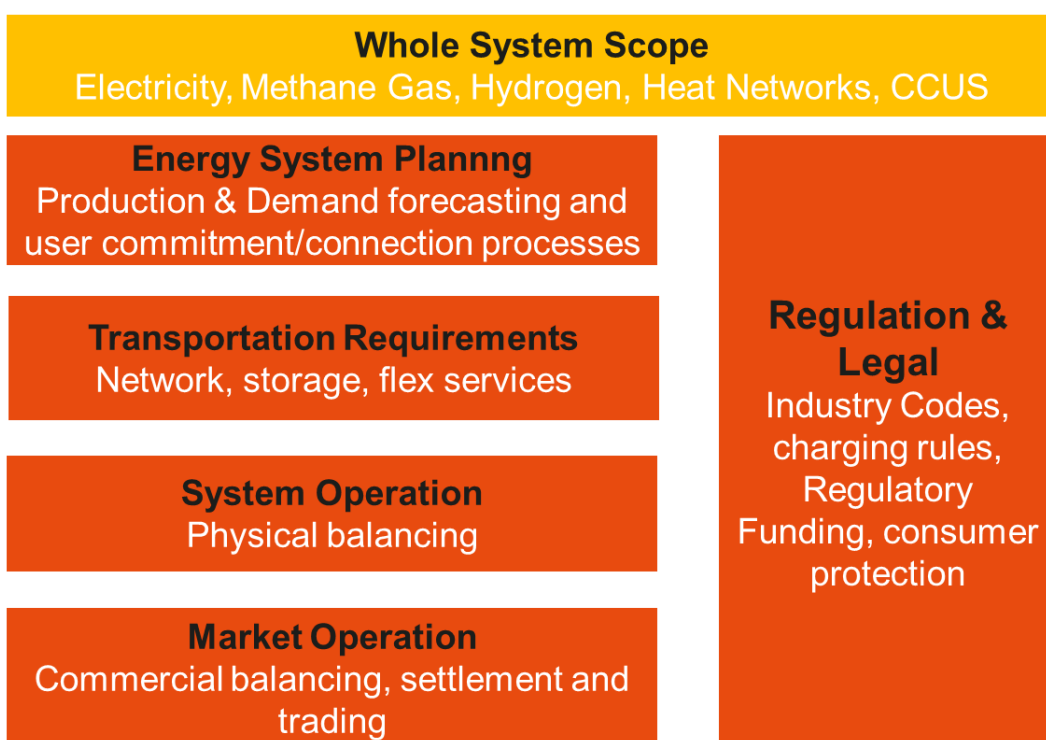 Whole System Scope
Electricity, Methane Gas, Hydrogen, Heat Networks, CCUS
Energy System Plannng
Production & Demand forecasting and
user commitment/connection processes
Transportation Requirements
Network, storage, flex services
System Operation
Physical balancing
Market Operation
Commercial balancing, settlement and
trading
Regulation &
Legal
Industry Codes,
charging rules,
Regulatory
Funding, consumer
protection